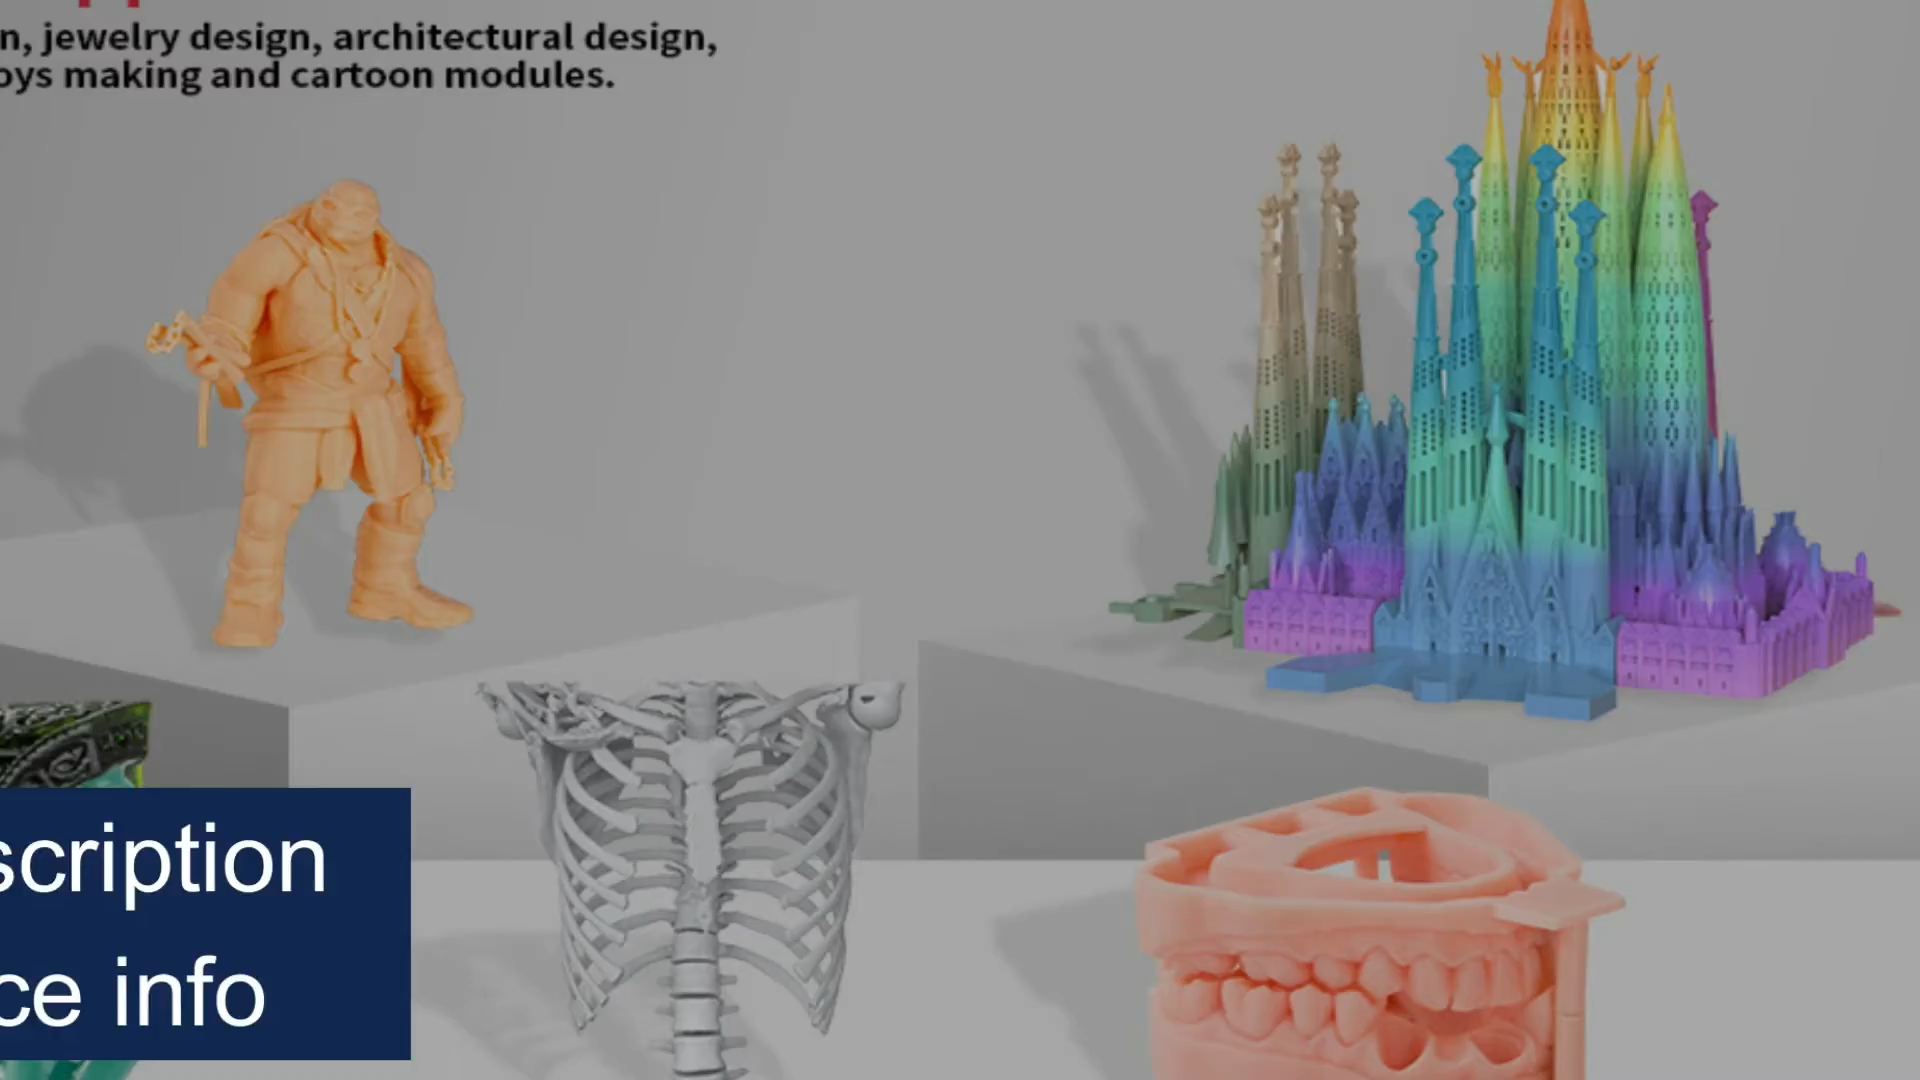 n, jewelry design, architectural design,
oys making and cartoon modules.
scription
ce info